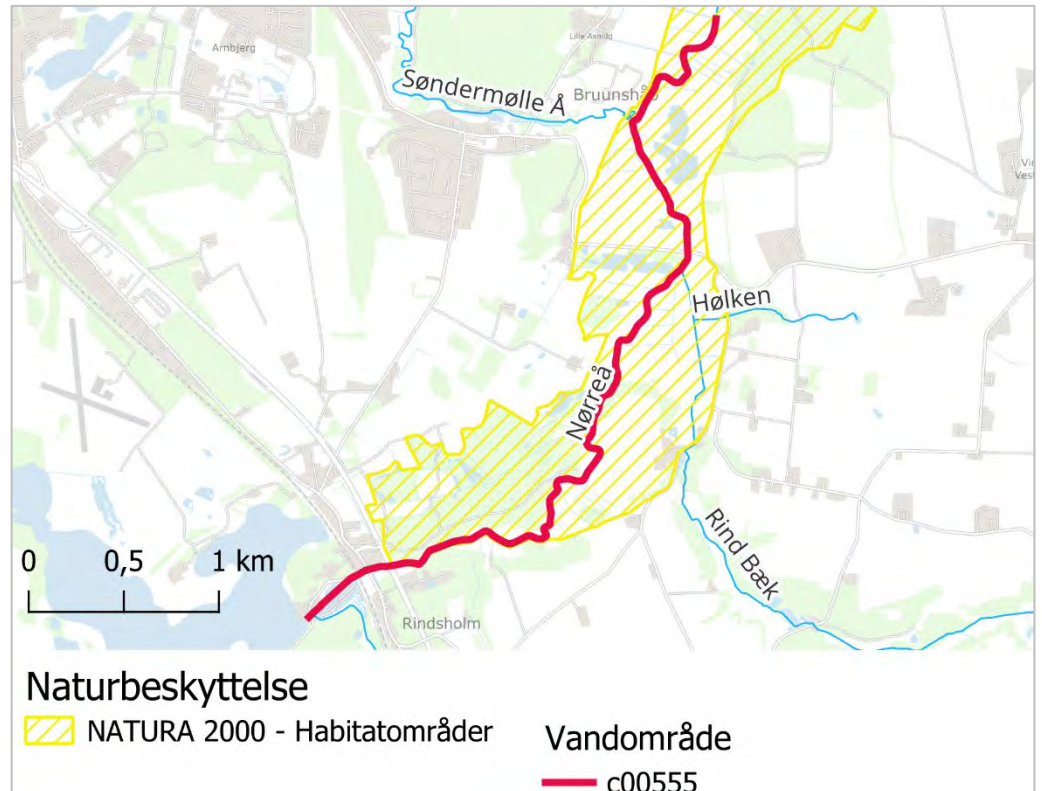 Lille Asmild
Ambjerg
Søndermølle Å
Bruunshåb
Hølken
Nørreå
Rind Bæk
0 0,5 1 km
Rindsholm
Naturbeskyttelse
NATURA 2000 - Habitatområder
Vandområde
c00555